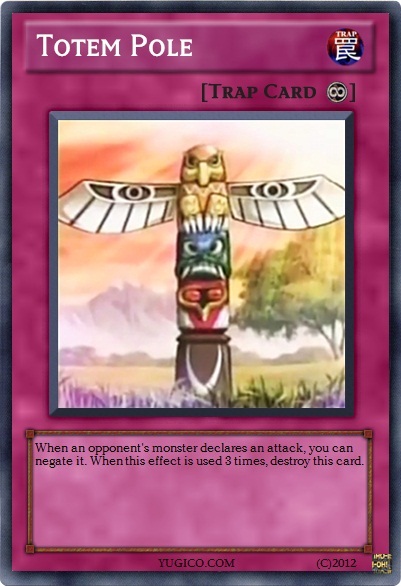 Totem Pole
TRAP
罠
[Trap Card ]
When an opponent's monster declares an attack, you can
negate it. When this effect is used 3 times, destroy this card.
YUGICO.COM (C)2012